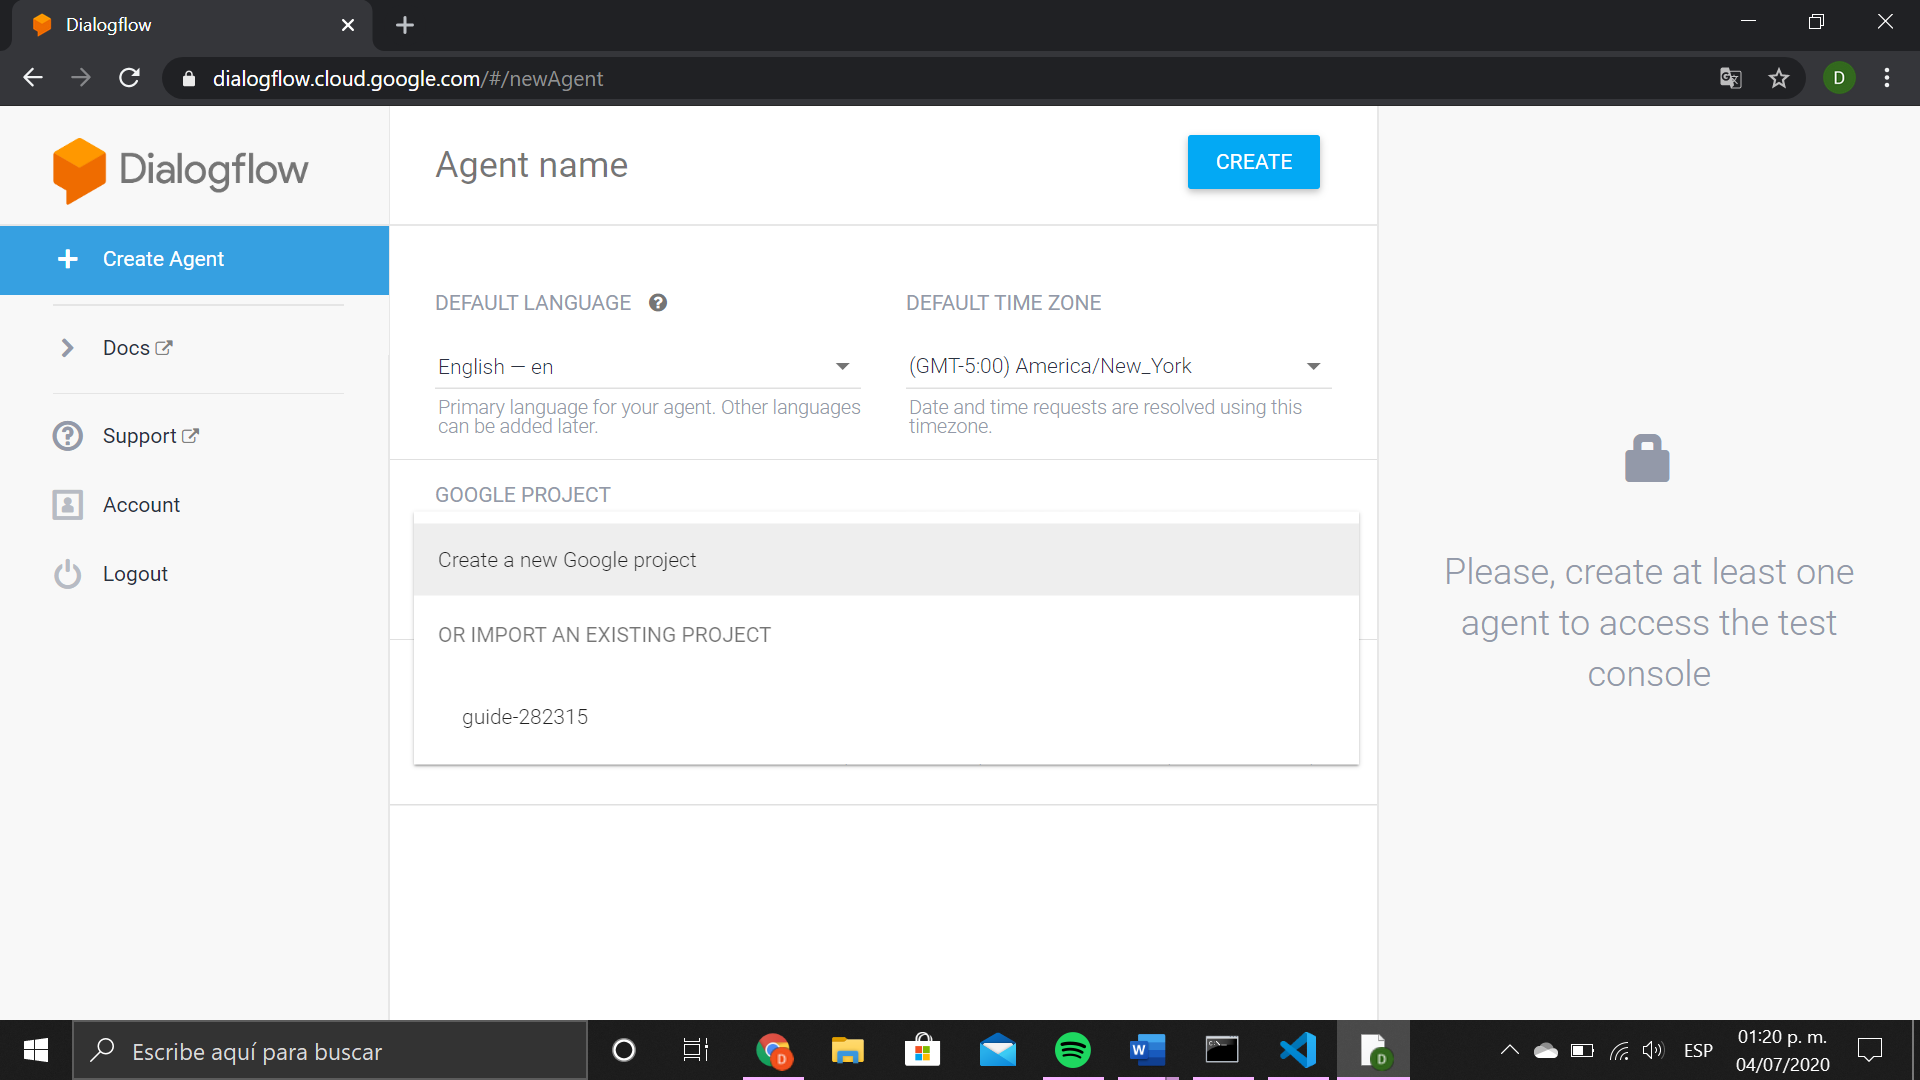 Dialogflow
dialogflow.cloud.google.com/#/newAgent
D
Dialogflow
Agent name
CREATE
Create Agent
DEFAULT LANGUAGE
DEFAULT TIME ZONE
Docs
English — en
(GMT-5:00) America/New_York
Primary language for your agent. Other languages
can be added later.
Date and time requests are resolved using this
timezone.
Support
GOOGLE PROJECT
Account
Create a new Google project
Logout
OR IMPORT AN EXISTING PROJECT
guide-282315
Please, create at least one
agent to access the test
console
Escribe aquí para buscar
D
W
D
ESP
01:20 p. m.
04/07/2020